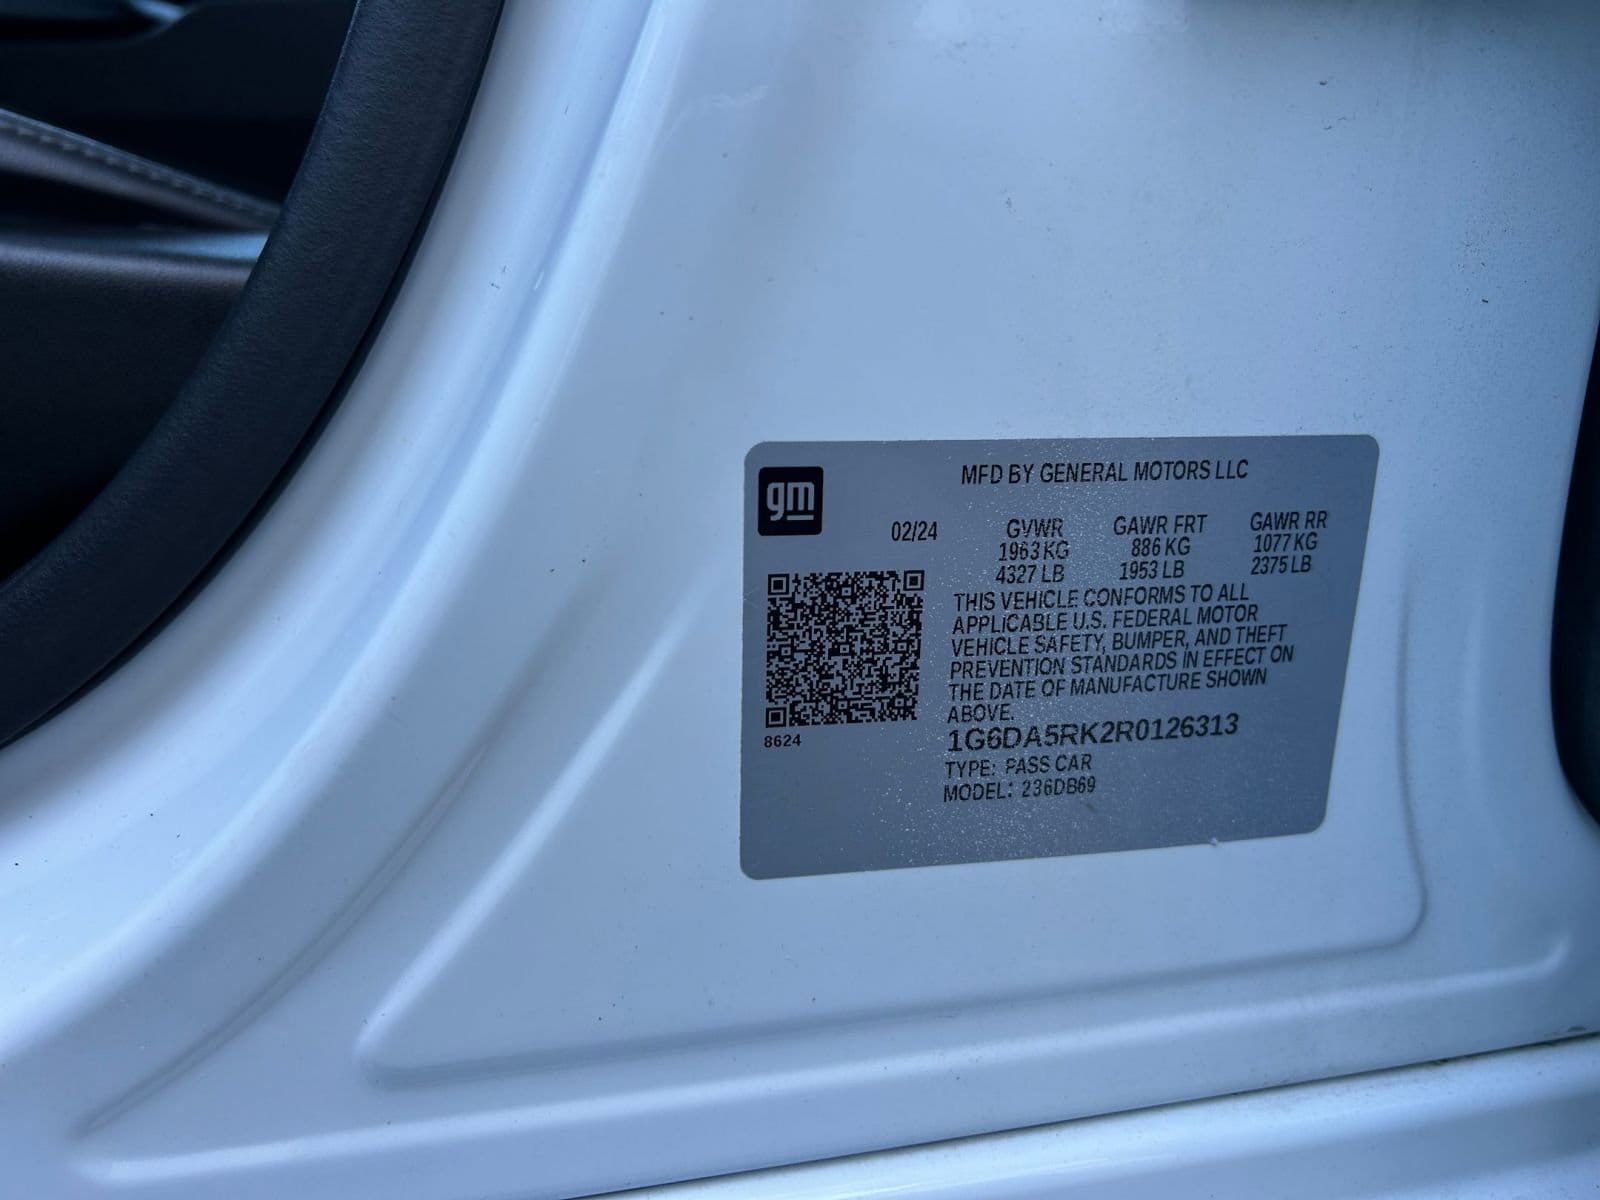 gm
MFD BY GENERAL MOTORS LLC
02/24 GVWR GAWR FRT GAWR RR
1963 KG 886 KG 1077 KG
4327 LB 1953 LB 2375 LB
THIS VEHICLE CONFORMS TO ALL
APPLICABLE U.S. FEDERAL MOTOR
VEHICLE SAFETY, BUMPER, AND THEFT
PREVENTION STANDARDS IN EFFECT ON
THE DATE OF MANUFACTURE SHOWN
ABOVE.
8624
1G6DA5RK2R0126313
TYPE: PASS CAR
MODEL: 236DB69